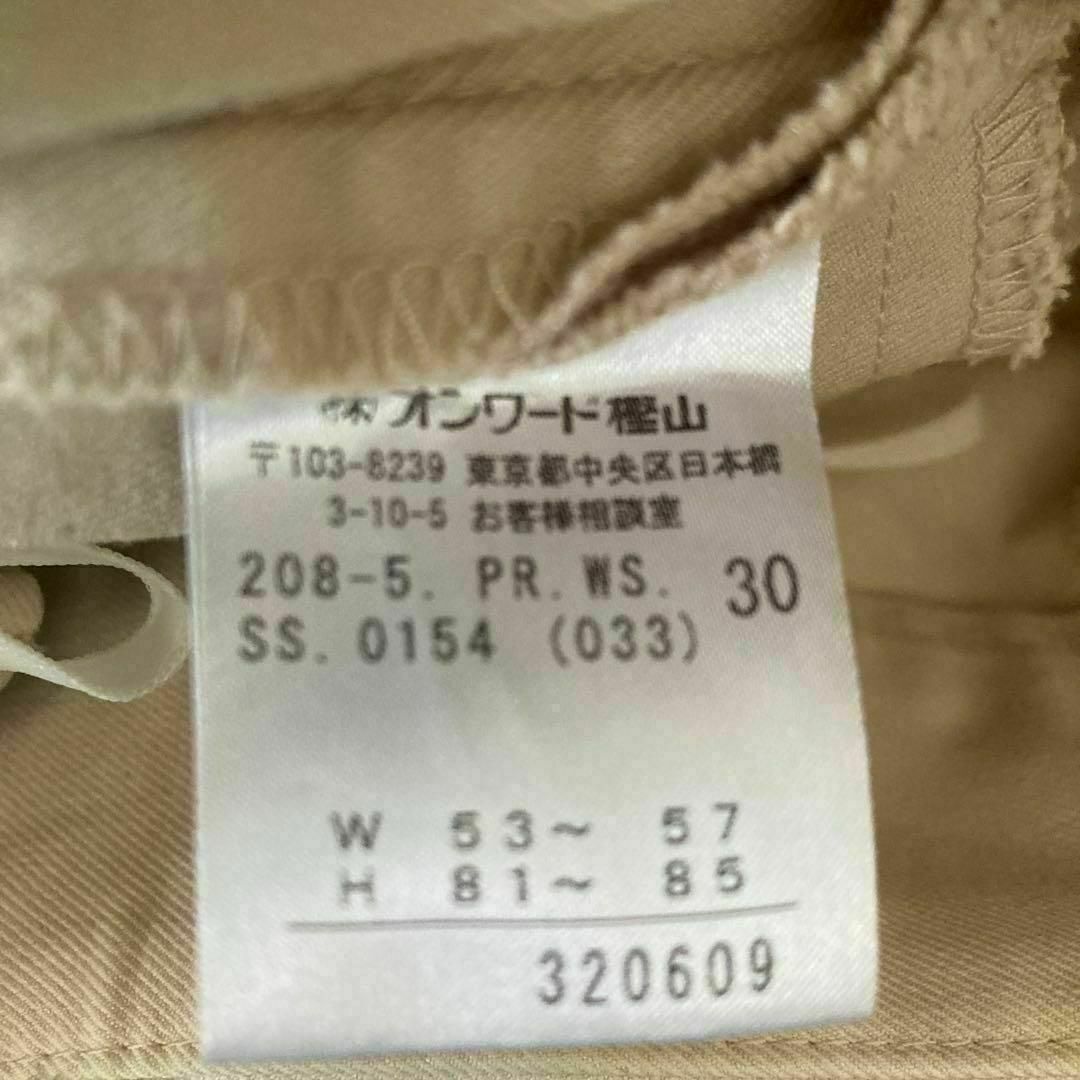 ㈱オンワード樫山
〒103-8239 東京都中央区日本橋
3-10-5 お客様相談室
208-5. PR. WS. 30
SS. 0154 (033)
W 53～ 57
H 81～ 85
320609